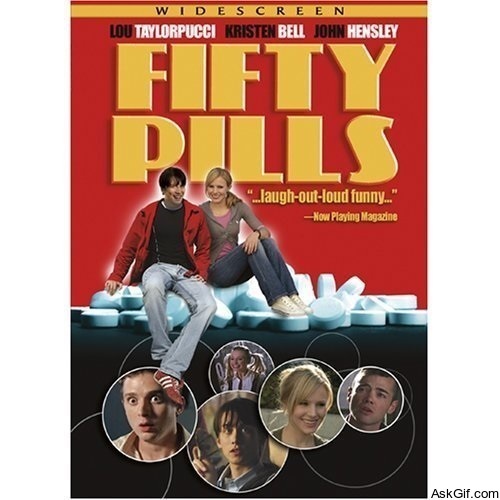 WIDESCREEN
LOU TAYLORPUCCI KRISTEN BELL JOHN HENSLEY
FIFTY
PILLS
"...laugh-out-loud funny..."
—Now Playing Magazine
AskGif.com